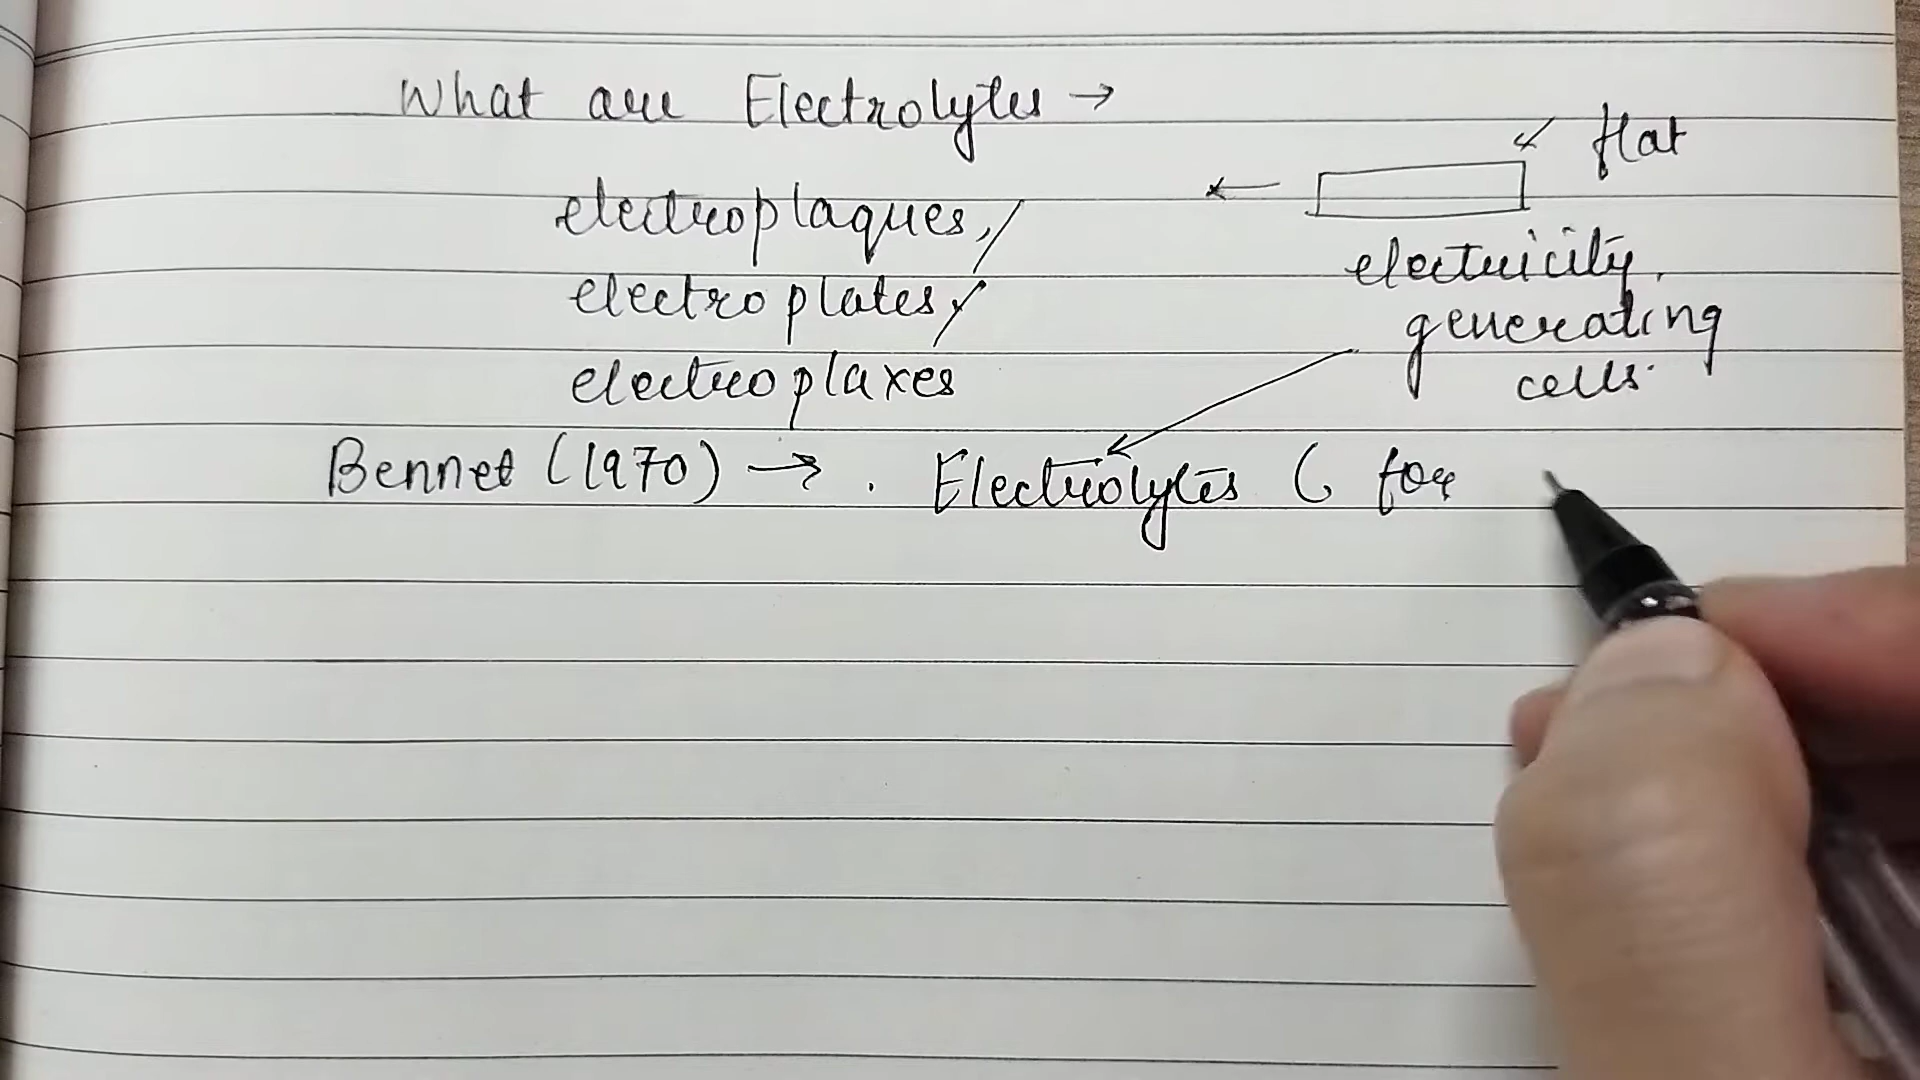 What are Electrolytes →
flat
electroplaques,/
electricity
electroplates,/
generating
electroplaxes
cells.
Bennet (1970) → . Electrolytes ( for